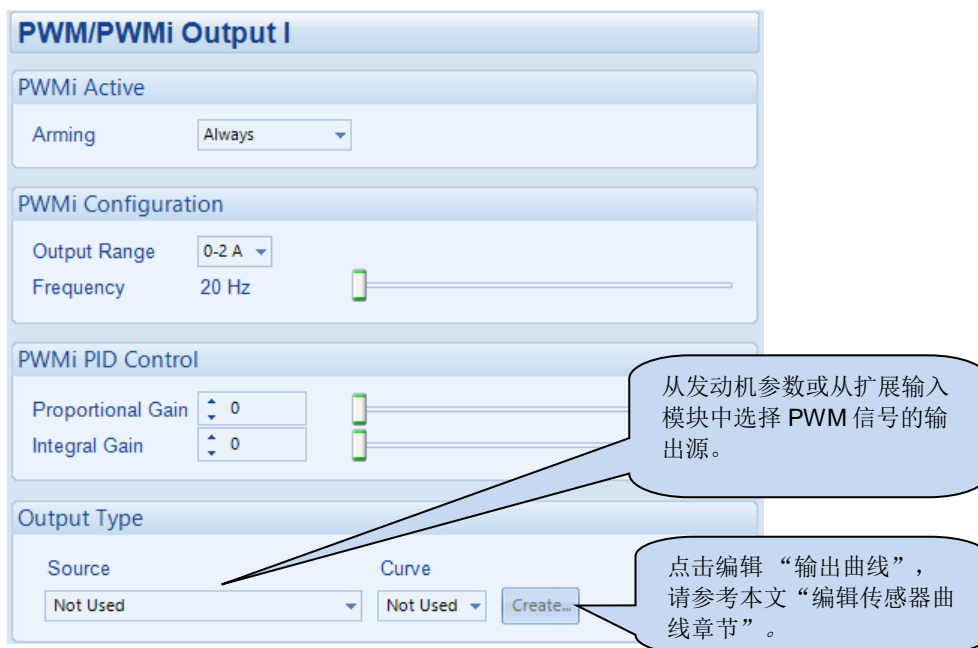 PWM/PWMi Output I
PWMi Active
Arming Always
PWMi Configuration
Output Range 0-2 A
Frequency 20 Hz
PWMi PID Control
Proportional Gain 0
Integral Gain 0
从发动机参数或从扩展输入
模块中选择 PWM 信号的输
出源。
Output Type
Source Curve
Not Used Not Used Create...
点击编辑 “输出曲线”，
请参考本文“编辑传感器曲
线章节”。